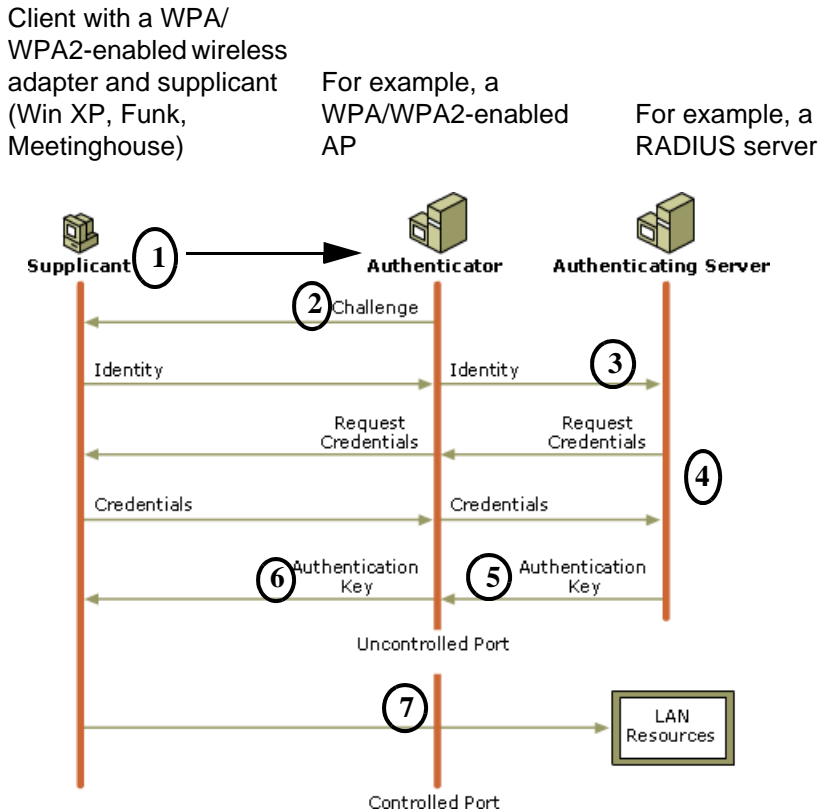 Client with a WPA/
WPA2-enabled wireless
adapter and supplicant
(Win XP, Funk,
Meetinghouse)
For example, a
WPA/WPA2-enabled
AP
For example, a
RADIUS server
Supplicant
1
Authenticator
Authenticating Server
2
Challenge
Identity
Identity
3
Request
Credentials
Request
Credentials
4
Credentials
Credentials
6
Authentication
Key
5
Authentication
Key
Uncontrolled Port
7
LAN
Resources
Controlled Port